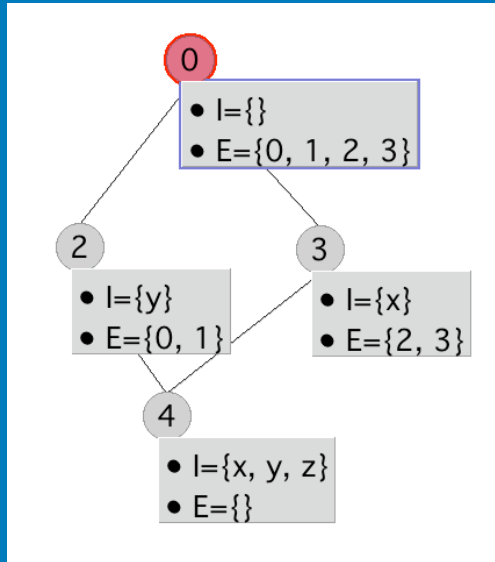 0
• I={}
• E={0, 1, 2, 3}
2
3
• I={y}
• E={0, 1}
• I={x}
• E={2, 3}
4
• I={x, y, z}
• E={}